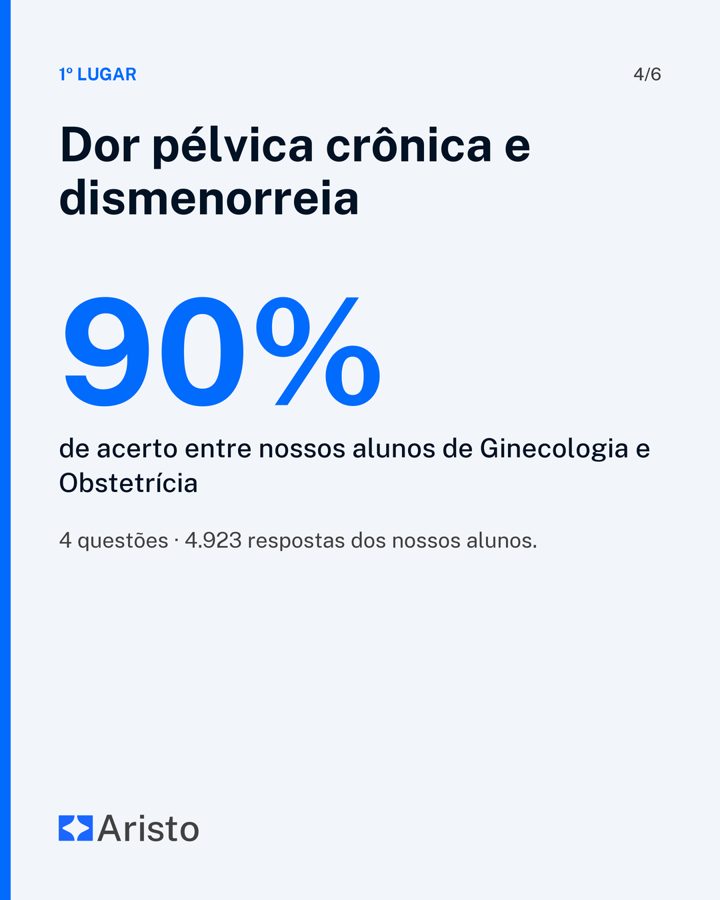 1º LUGAR
4/6
Dor pélvica crônica e
dismenorreia
90%
de acerto entre nossos alunos de Ginecologia e
Obstetrícia
4 questões · 4.923 respostas dos nossos alunos.
Aristo